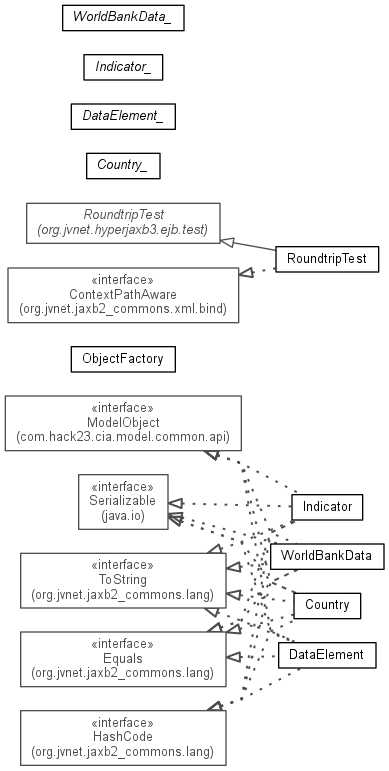 WorldBankData_
Indicator_
DataElement_
Country_
RoundtripTest
(org.jvnet.hyperjaxb3.ejb.test)
RoundtripTest
«interface»
ContextPathAware
(org.jvnet.jaxb2_commons.xml.bind)
ObjectFactory
«interface»
ModelObject
(com.hack23.cia.model.common.api)
«interface»
Serializable
(java.io)
Indicator
WorldBankData
«interface»
ToString
(org.jvnet.jaxb2_commons.lang)
Country
«interface»
Equals
(org.jvnet.jaxb2_commons.lang)
DataElement
«interface»
HashCode
(org.jvnet.jaxb2_commons.lang)